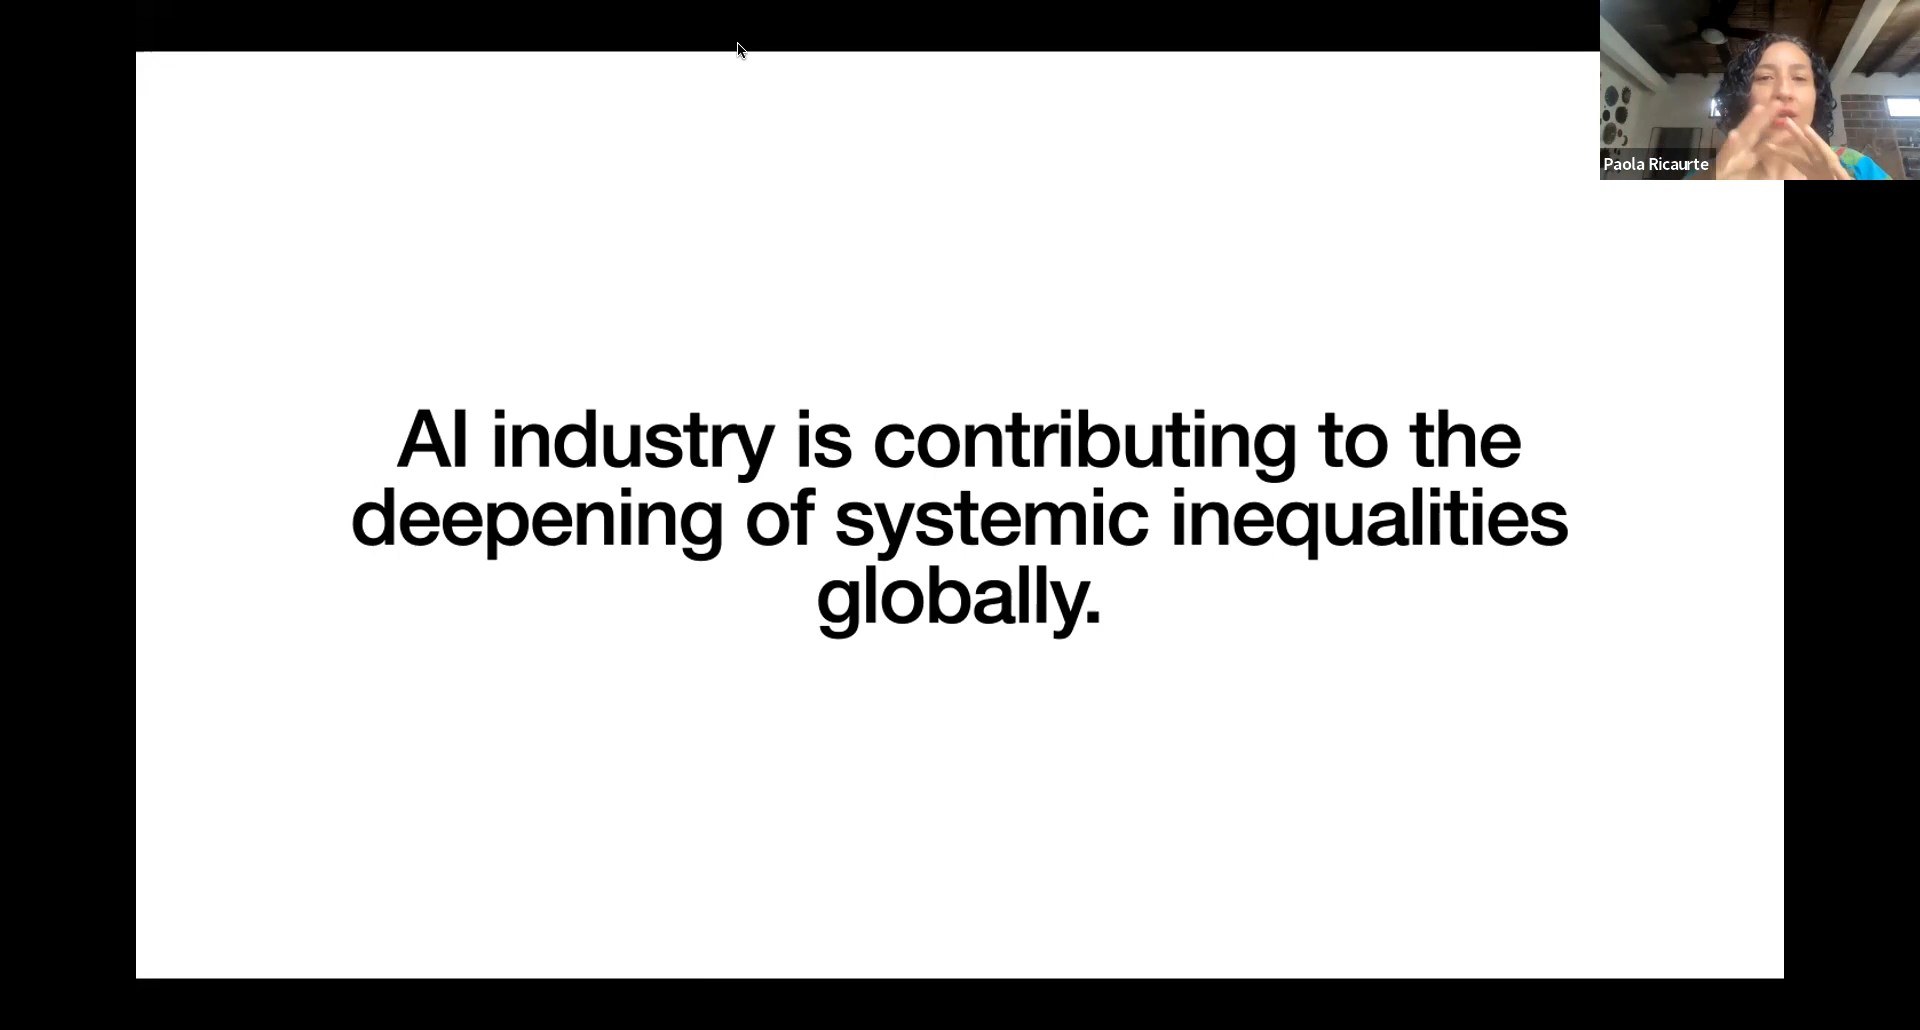 AI industry is contributing to the
deepening of systemic inequalities
globally.
Paola Ricaurte